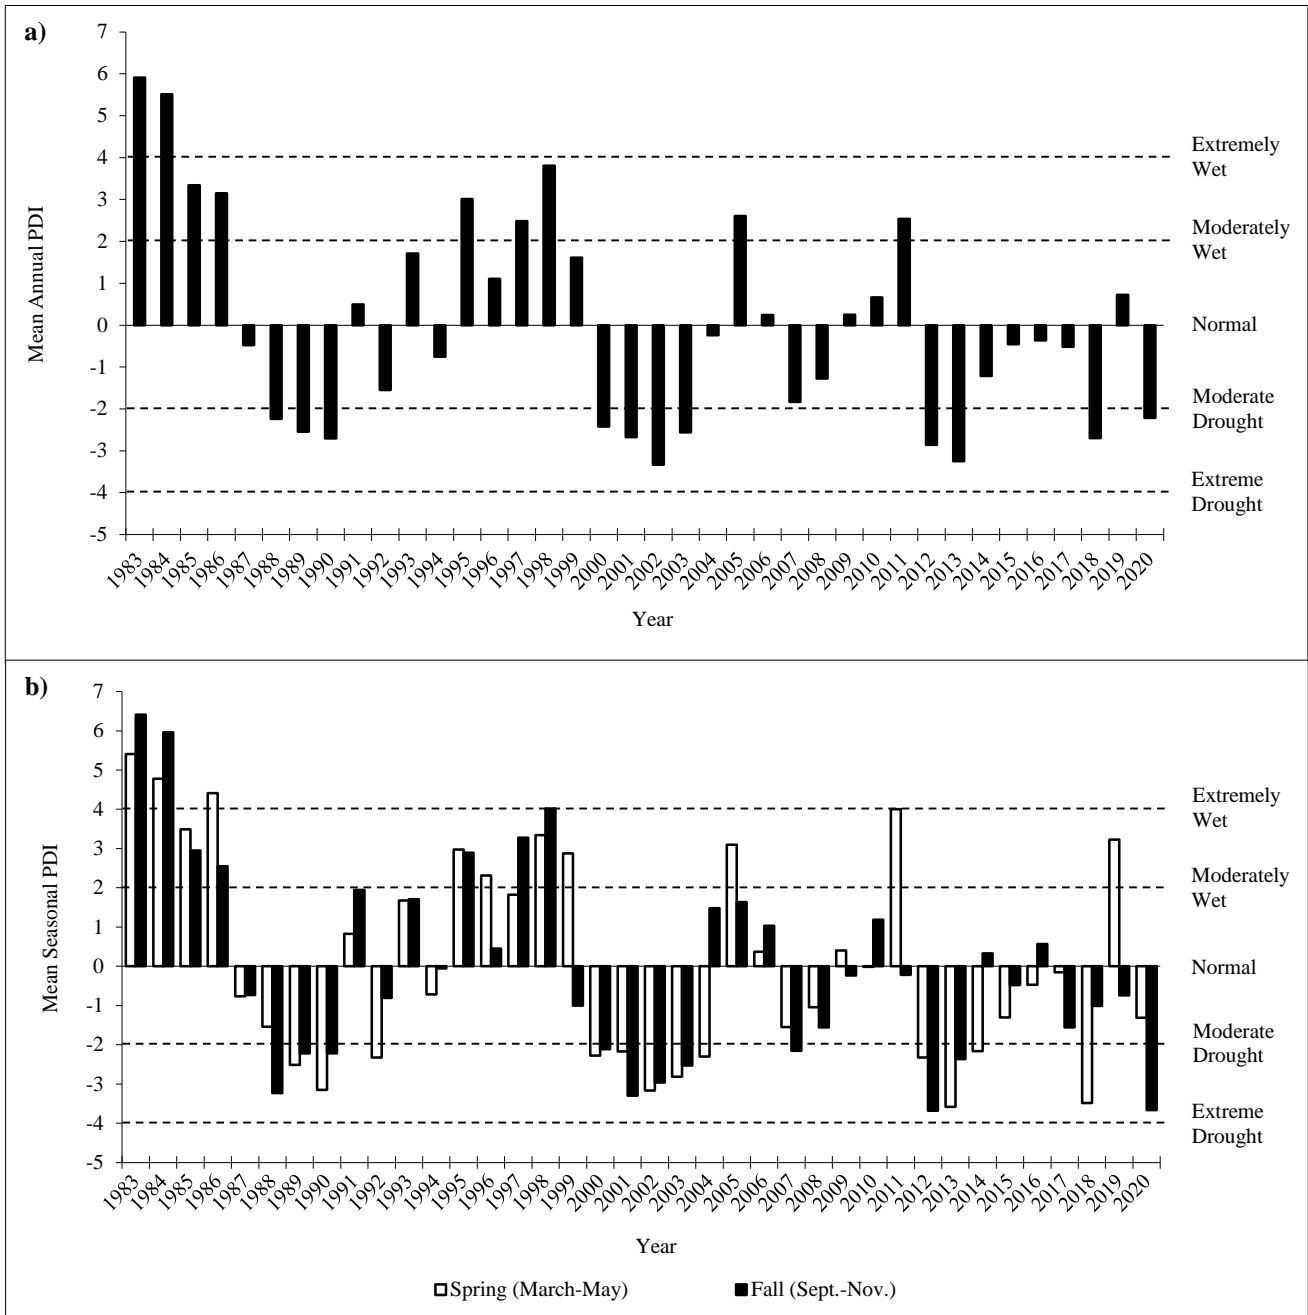 a)
7
6
5
4
3
2
1
0
-1
-2
-3
-4
-5
Mean Annual PDI
Extremely
Wet
Moderately
Wet
Normal
Moderate
Drought
Extreme
Drought
1983 1984 1985 1986 1987 1988 1989 1990 1991 1992 1993 1994 1995 1996 1997 1998 1999 2000 2001 2002 2003 2004 2005 2006 2007 2008 2009 2010 2011 2012 2013 2014 2015 2016 2017 2018 2019 2020
Year
b)
7
6
5
4
3
2
1
0
-1
-2
-3
-4
-5
Mean Seasonal PDI
Extremely
Wet
Moderately
Wet
Normal
Moderate
Drought
Extreme
Drought
1983 1984 1985 1986 1987 1988 1989 1990 1991 1992 1993 1994 1995 1996 1997 1998 1999 2000 2001 2002 2003 2004 2005 2006 2007 2008 2009 2010 2011 2012 2013 2014 2015 2016 2017 2018 2019 2020
Year
Spring (March-May) Fall (Sept.-Nov.)